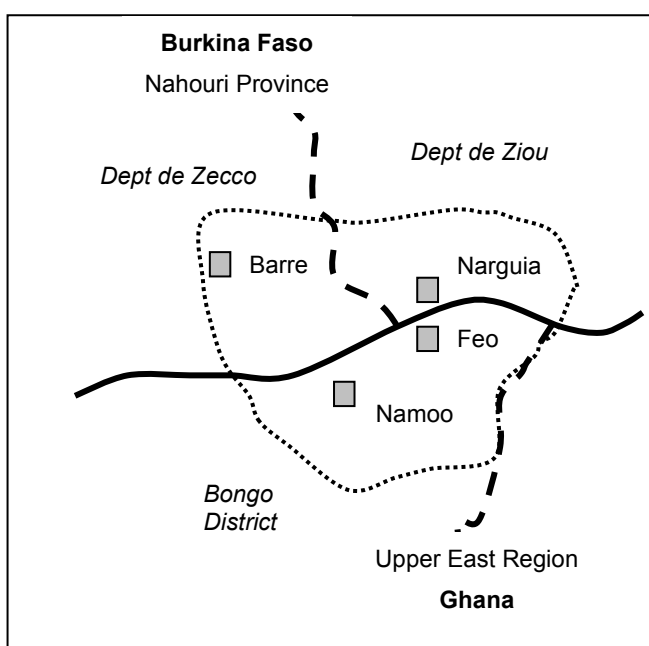 Burkina Faso
Nahouri Province
Dept de Ziou
Dept de Zecco
Barre
Narguia
Feo
Namoo
Bongo
District
Upper East Region
Ghana